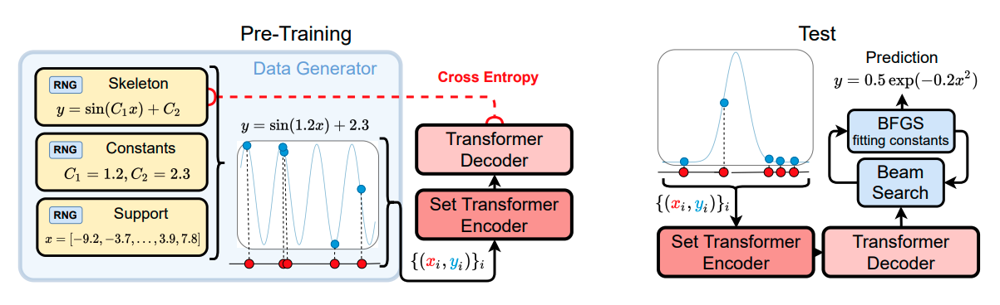 Pre-Training
Data Generator
RNG Skeleton
y = sin(C₁x) + C₂
RNG Constants
C₁ = 1.2, C₂ = 2.3
RNG Support
x = [−9.2, −3.7, . . . , 3.9, 7.8]
y = sin(1.2x) + 2.3
{(xᵢ, yᵢ)}ᵢ
Cross Entropy
Transformer
Decoder
Set Transformer
Encoder
Test
{(xᵢ, yᵢ)}ᵢ
Set Transformer
Encoder
Transformer
Decoder
Beam
Search
BFGS
fitting constants
Prediction
y = 0.5 exp(−0.2x²)